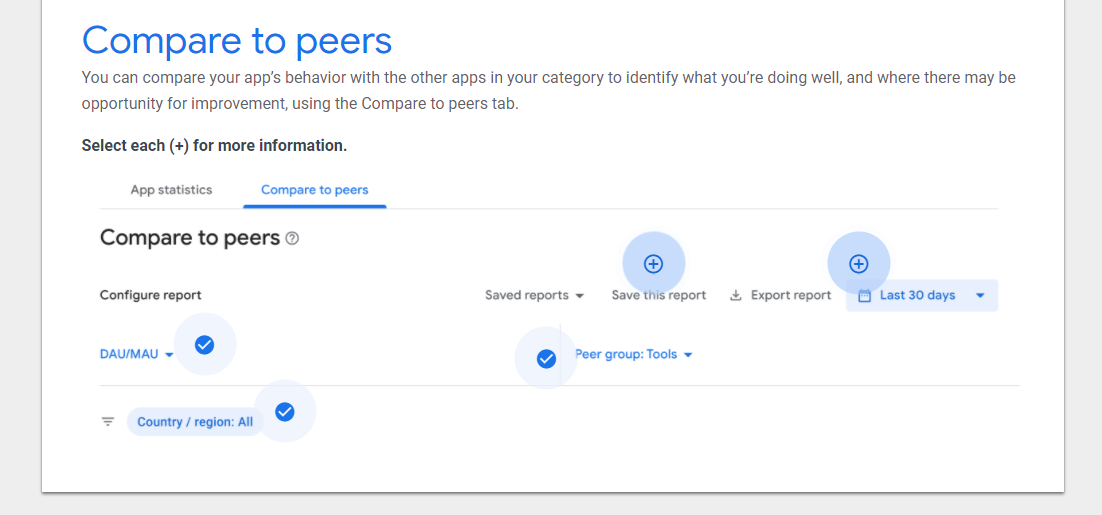 Compare to peers
You can compare your app’s behavior with the other apps in your category to identify what you’re doing well, and where there may be
opportunity for improvement, using the Compare to peers tab.
Select each (+) for more information.
App statistics Compare to peers
Compare to peers
Configure report Saved reports Save this report Export report Last 30 days
DAU/MAU Peer group: Tools
Country / region: All